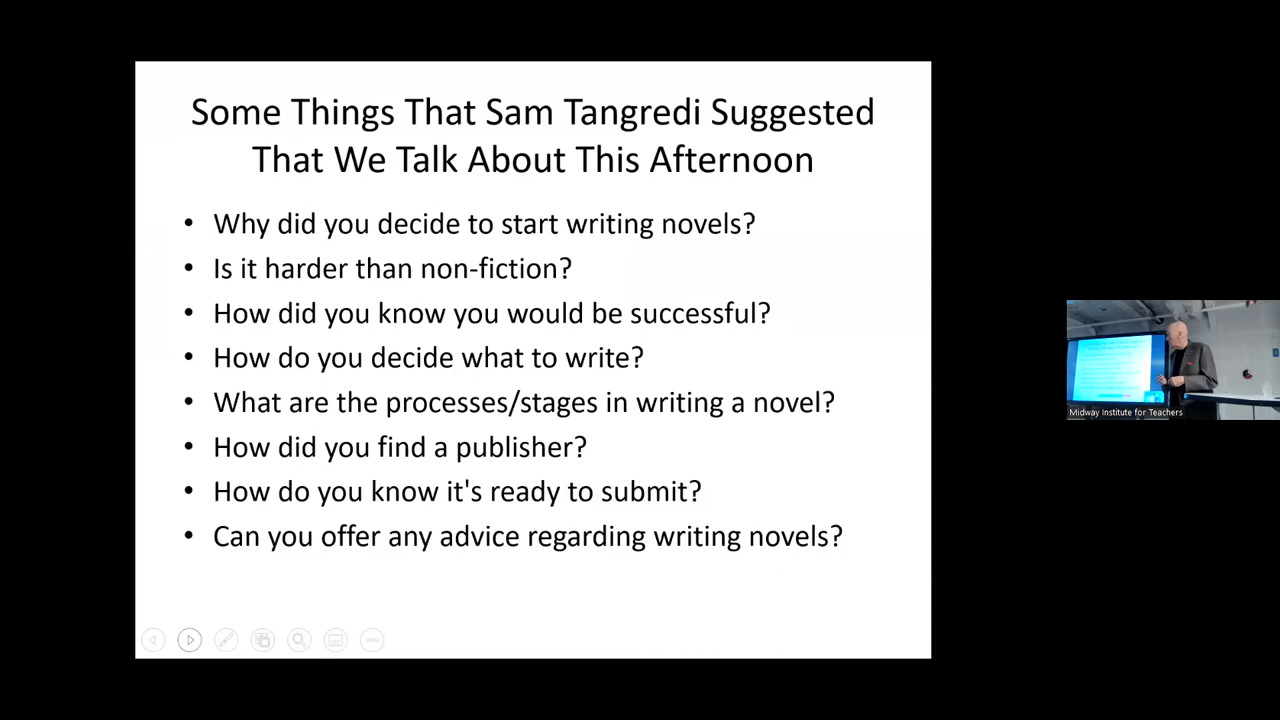 Some Things That Sam Tangredi Suggested
That We Talk About This Afternoon
• Why did you decide to start writing novels?
• Is it harder than non-fiction?
• How did you know you would be successful?
• How do you decide what to write?
• What are the processes/stages in writing a novel?
• How did you find a publisher?
• How do you know it's ready to submit?
• Can you offer any advice regarding writing novels?
Midway Institute for Teachers